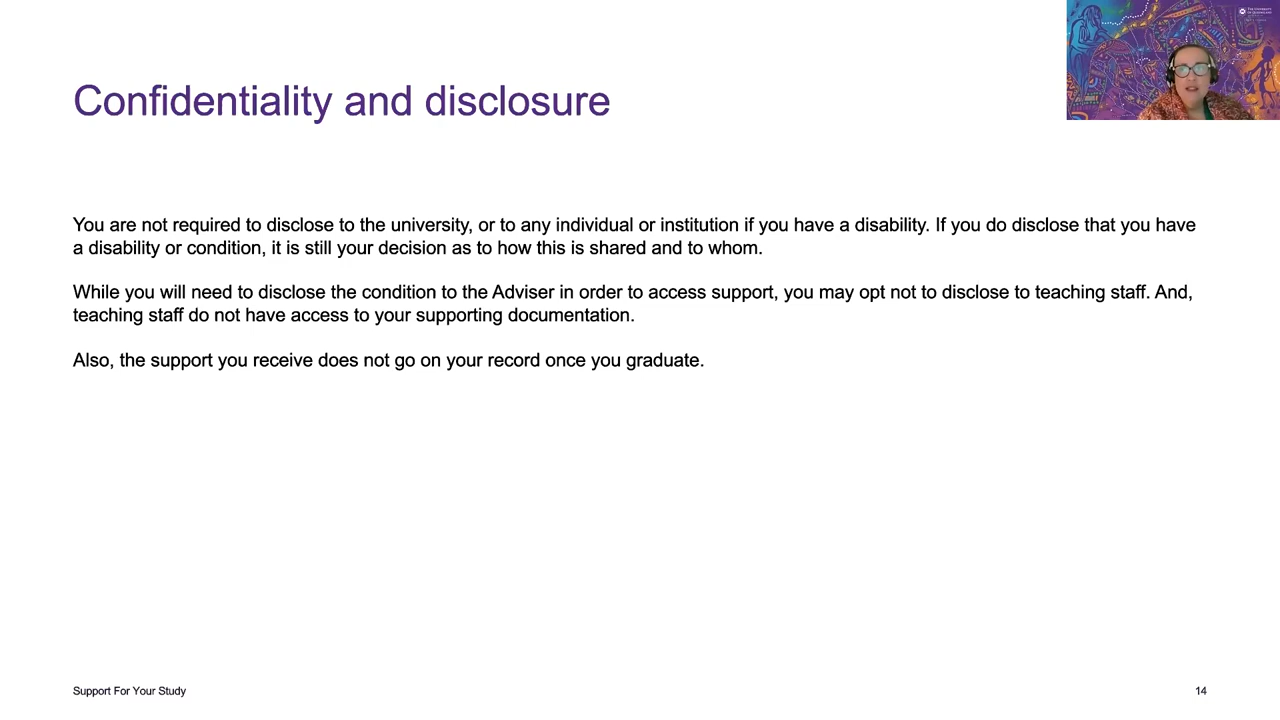 THE UNIVERSITY
OF QUEENSLAND
Confidentiality and disclosure
You are not required to disclose to the university, or to any individual or institution if you have a disability. If you do disclose that you have
a disability or condition, it is still your decision as to how this is shared and to whom.
While you will need to disclose the condition to the Adviser in order to access support, you may opt not to disclose to teaching staff. And,
teaching staff do not have access to your supporting documentation.
Also, the support you receive does not go on your record once you graduate.
Support For Your Study
14